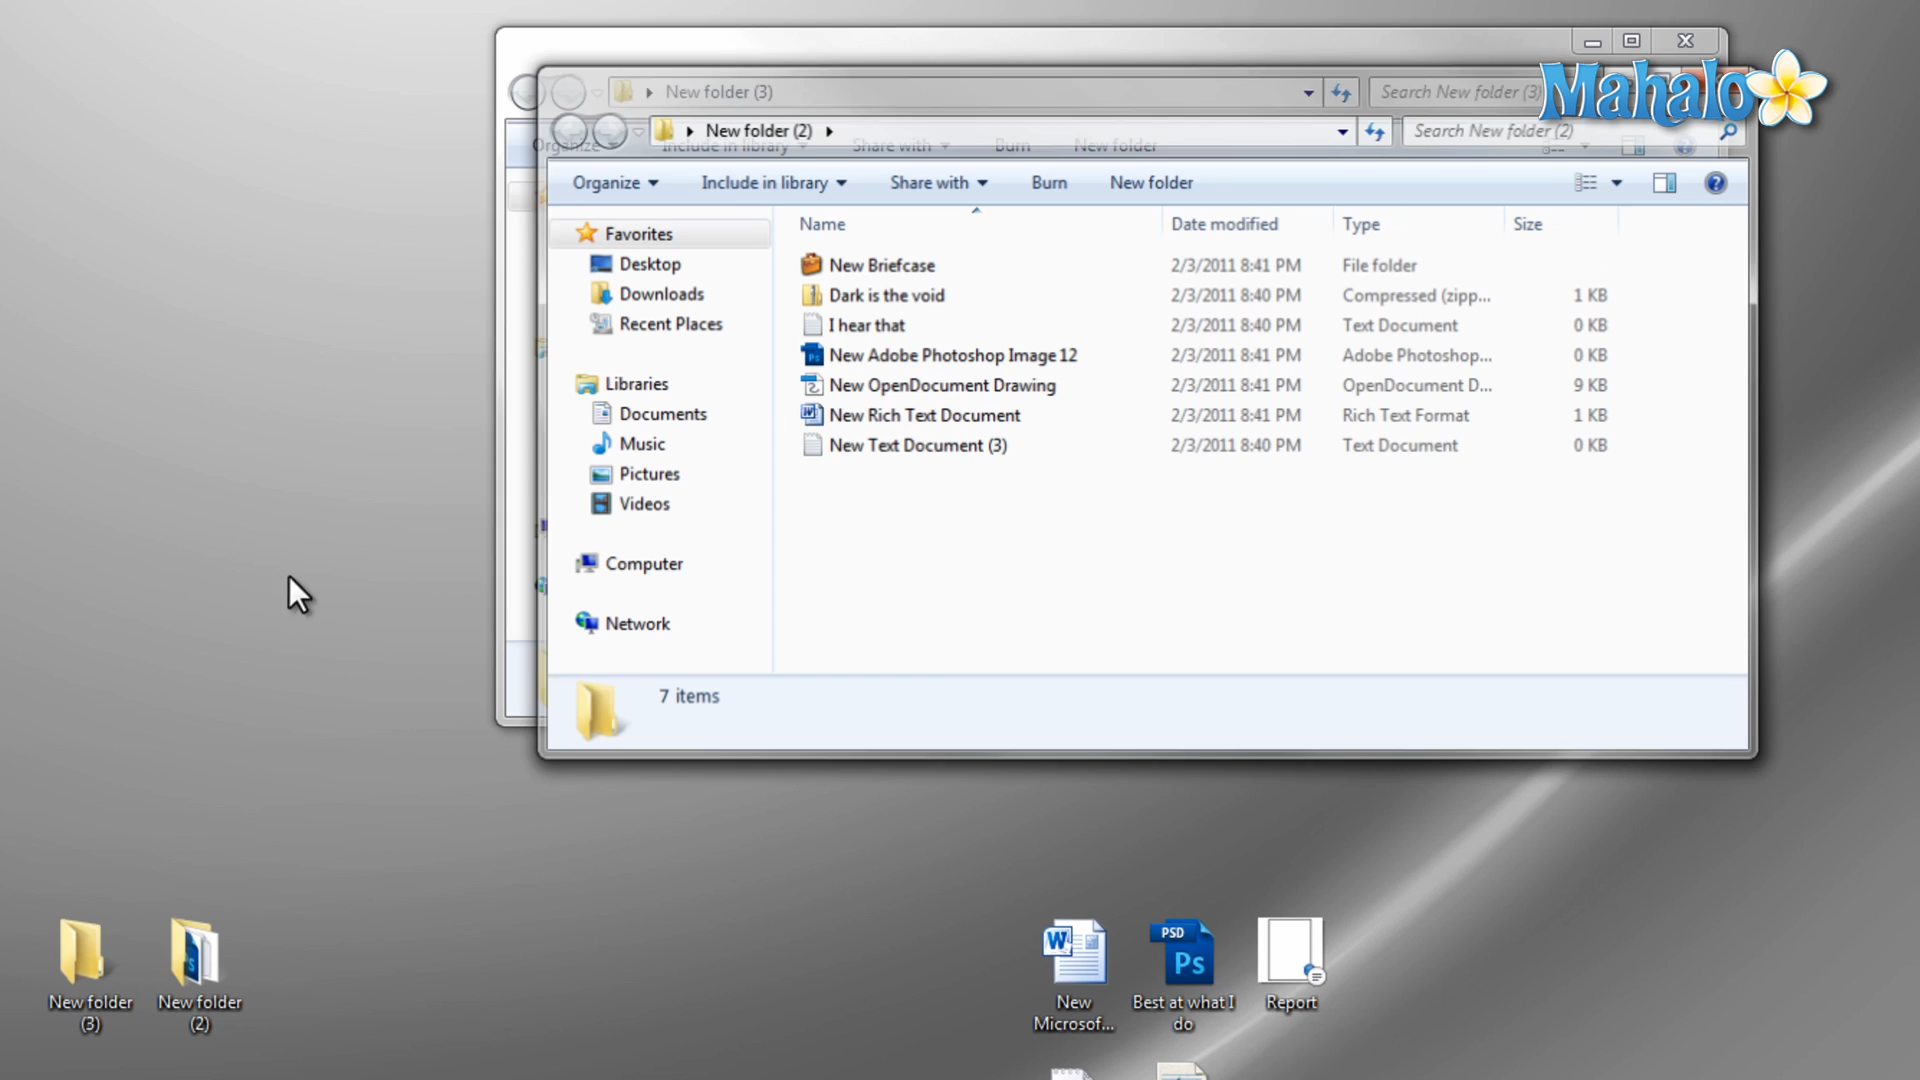 New folder (3)
Search New folder (3)
Mahalo
New folder (2)
Search New folder (2)
Organize
Include in library
Share with
Burn
New folder
Organize
Include in library
Share with
Burn
New folder
Name
Date modified
Type
Size
Favorites
Desktop
Downloads
Recent Places
Libraries
Documents
Music
Pictures
Videos
Computer
Network
New Briefcase 2/3/2011 8:41 PM File folder
Dark is the void 2/3/2011 8:40 PM Compressed (zipp... 1 KB
I hear that 2/3/2011 8:40 PM Text Document 0 KB
New Adobe Photoshop Image 12 2/3/2011 8:41 PM Adobe Photoshop... 0 KB
New OpenDocument Drawing 2/3/2011 8:41 PM OpenDocument D... 9 KB
New Rich Text Document 2/3/2011 8:41 PM Rich Text Format 1 KB
New Text Document (3) 2/3/2011 8:40 PM Text Document 0 KB
7 items
New folder
(3)
New folder
(2)
W
New
Microsof...
PSD
Ps
Best at what I
do
Report